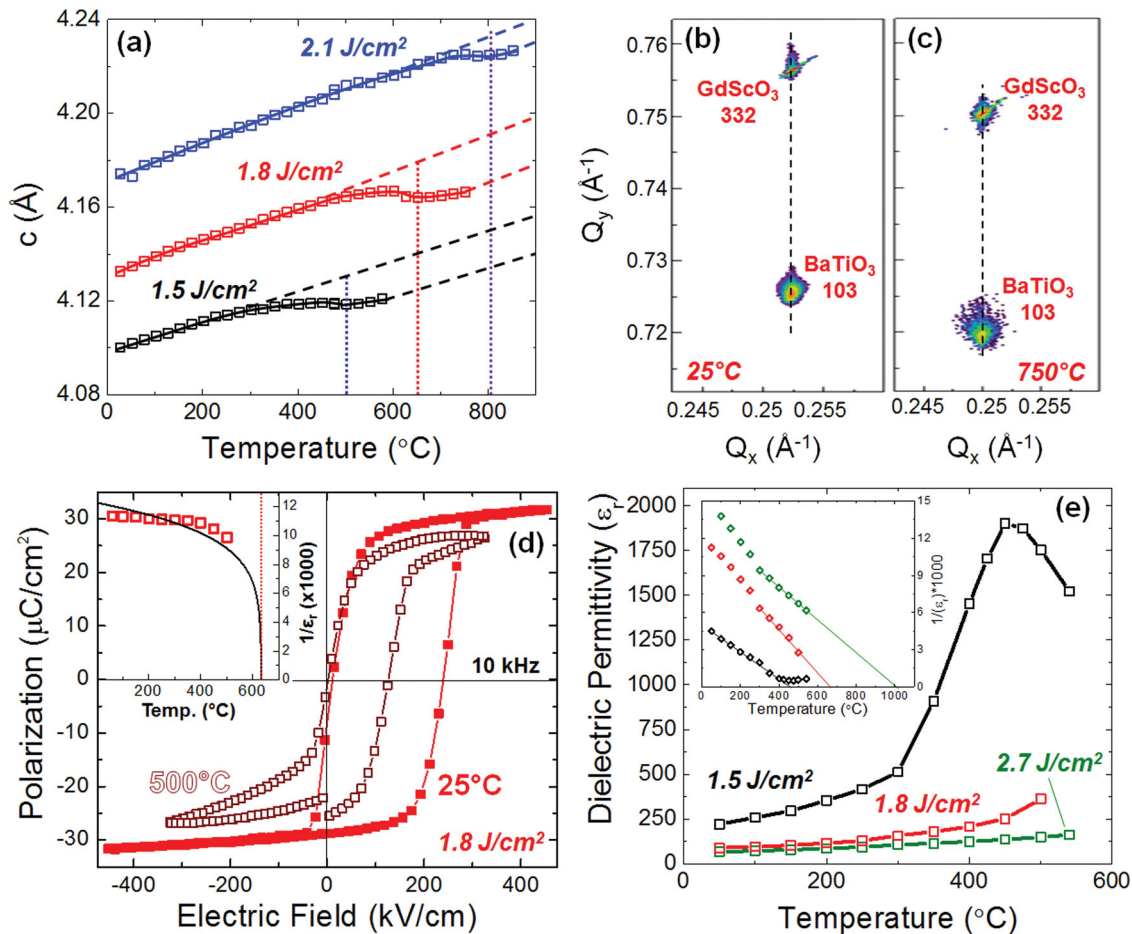 (a)
2.1 J/cm²
1.8 J/cm²
1.5 J/cm²
4.24
4.20
4.16
4.12
4.08
c (Å)
0 200 400 600 800
Temperature (°C)
(b)
0.76
0.75
0.74
0.73
0.72
Q_y (Å⁻¹)
GdScO₃
332
BaTiO₃
103
25°C
0.245 0.25 0.255
Q_x (Å⁻¹)
(c)
GdScO₃
332
BaTiO₃
103
750°C
0.245 0.25 0.255
Q_x (Å⁻¹)
(d)
30
20
10
0
-10
-20
-30
Polarization (μC/cm²)
12
10
8
6
4
2
0
1/ε_r (x1000)
200 400 600
Temp. (°C)
10 kHz
500°C
25°C
1.8 J/cm²
-400 -200 0 200 400
Electric Field (kV/cm)
(e)
2000
1750
1500
1250
1000
750
500
250
0
Dielectric Permittivity (ε_r)
15
12
9
6
3
0
1/(ε_r)*1000
0 200 400 600 800 1000
Temperature (°C)
1.5 J/cm²
1.8 J/cm²
2.7 J/cm²
0 200 400 600
Temperature (°C)